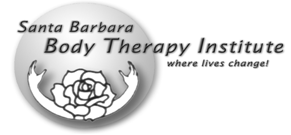 Santa Barbara
Body Therapy Institute
where lives change!